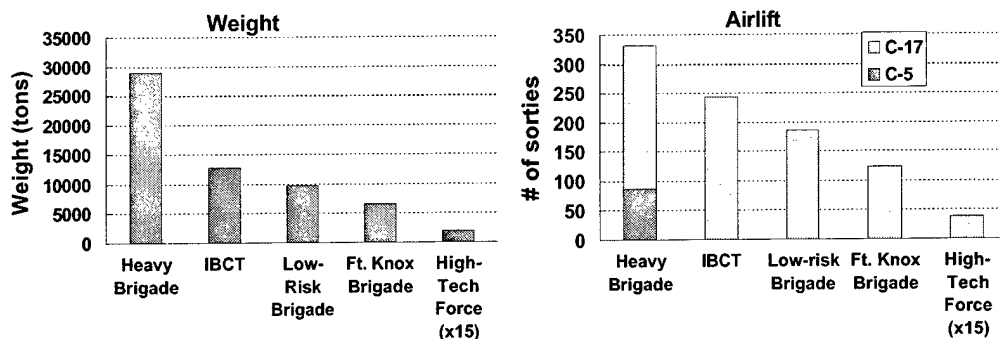 Weight
Weight (tons)
35000
30000
25000
20000
15000
10000
5000
0
Heavy
Brigade
IBCT
Low-
Risk
Brigade
Ft. Knox
Brigade
High-
Tech
Force
(x15)
Airlift
# of sorties
350
300
250
200
150
100
50
0
C-17
C-5
Heavy
Brigade
IBCT
Low-risk
Brigade
Ft. Knox
Brigade
High-
Tech
Force
(x15)